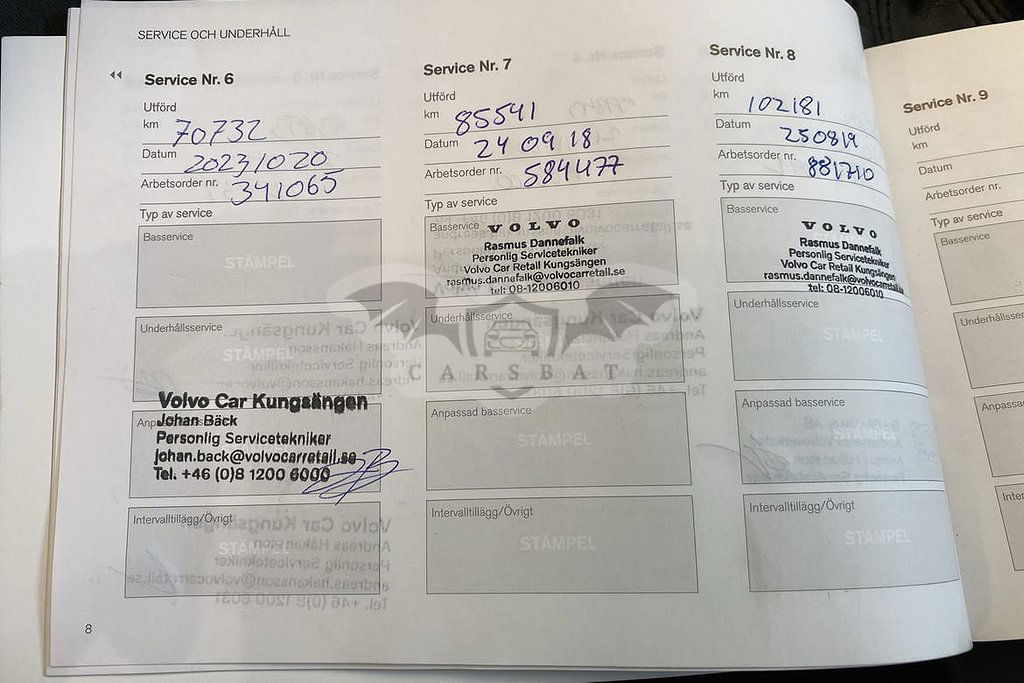 SERVICE OCH UNDERHÅLL
Service Nr. 6
Utförd
km 70732
Datum 20231020
Arbetsorder nr. 341065
Typ av service
Basservice
STÄMPEL
Underhållsservice
STÄMPEL
Volvo Car Kungsängen
Johan Bäck
Personlig Servicetekniker
johan.back@volvocarretail.se
Tel. +46 (0)8 1200 6000
Intervalltillägg/Övrigt
STÄMPEL
8
Service Nr. 7
Utförd
km 85541
Datum 24 09 18
Arbetsorder nr. 584477
Typ av service
Basservice
VOLVO
Rasmus Dannefalk
Personlig Servicetekniker
Volvo Car Retail Kungsängen
rasmus.dannefalk@volvocarretail.se
tel: 08-12006010
Underhållsservice
CARSBAT
Anpassad basservice
STÄMPEL
Intervalltillägg/Övrigt
STÄMPEL
Service Nr. 8
Utförd
km 102181
Datum 250819
Arbetsorder nr. 881710
Typ av service
Basservice
VOLVO
Rasmus Dannefalk
Personlig Servicetekniker
Volvo Car Retail Kungsängen
rasmus.dannefalk@volvocarretail.se
tel: 08-12006010
STÄMPEL
Anpassad basservice
STÄMPEL
Intervalltillägg/Övrigt
STÄMPEL
Service Nr. 9
Utförd
km
Datum
Arbetsorder nr.
Typ av service
Basservice